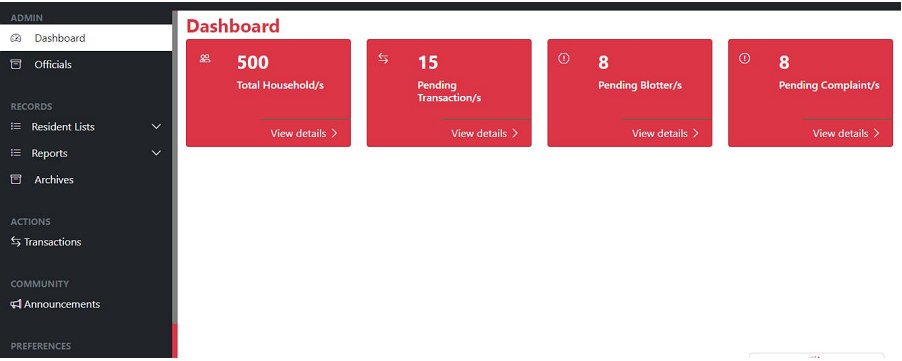 ADMIN
Dashboard
Officials
RECORDS
Resident Lists
Reports
Archives
ACTIONS
Transactions
COMMUNITY
Announcements
PREFERENCES
Dashboard
500
Total Household/s
View details
15
Pending
Transaction/s
View details
8
Pending Blotter/s
View details
8
Pending Complaint/s
View details